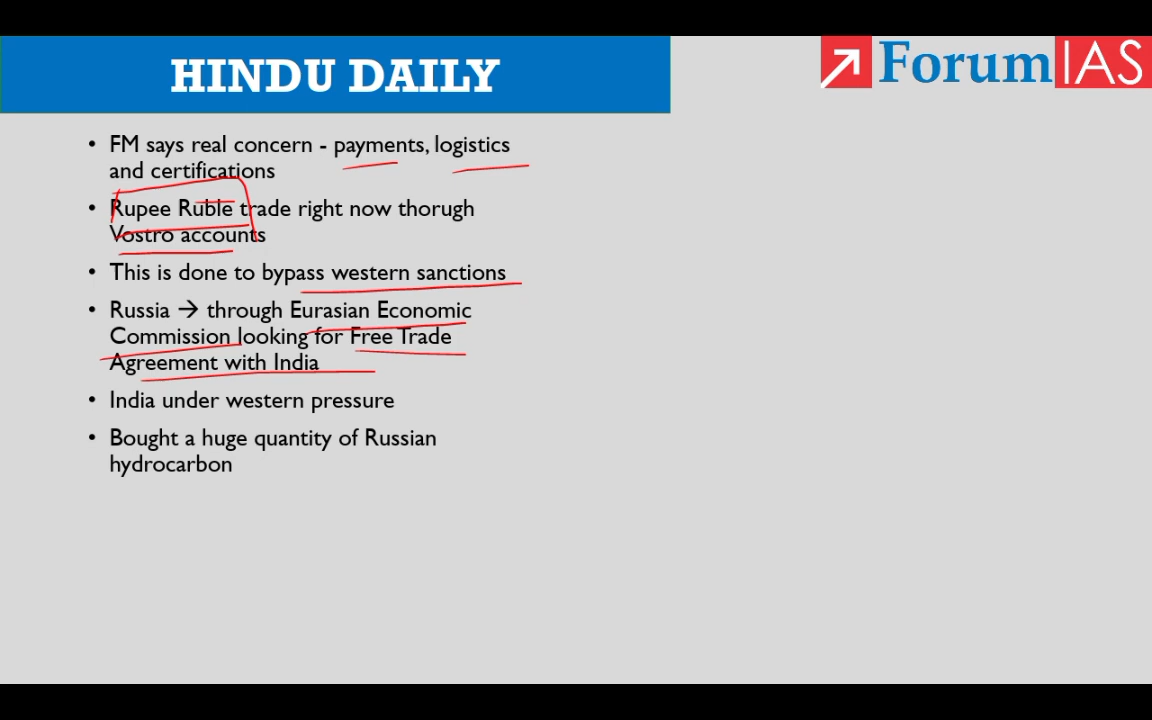 HINDU DAILY
ForumIAS
• FM says real concern - payments, logistics
and certifications
• Rupee Ruble trade right now thorugh
Vostro accounts
• This is done to bypass western sanctions
• Russia → through Eurasian Economic
Commission looking for Free Trade
Agreement with India
• India under western pressure
• Bought a huge quantity of Russian
hydrocarbon